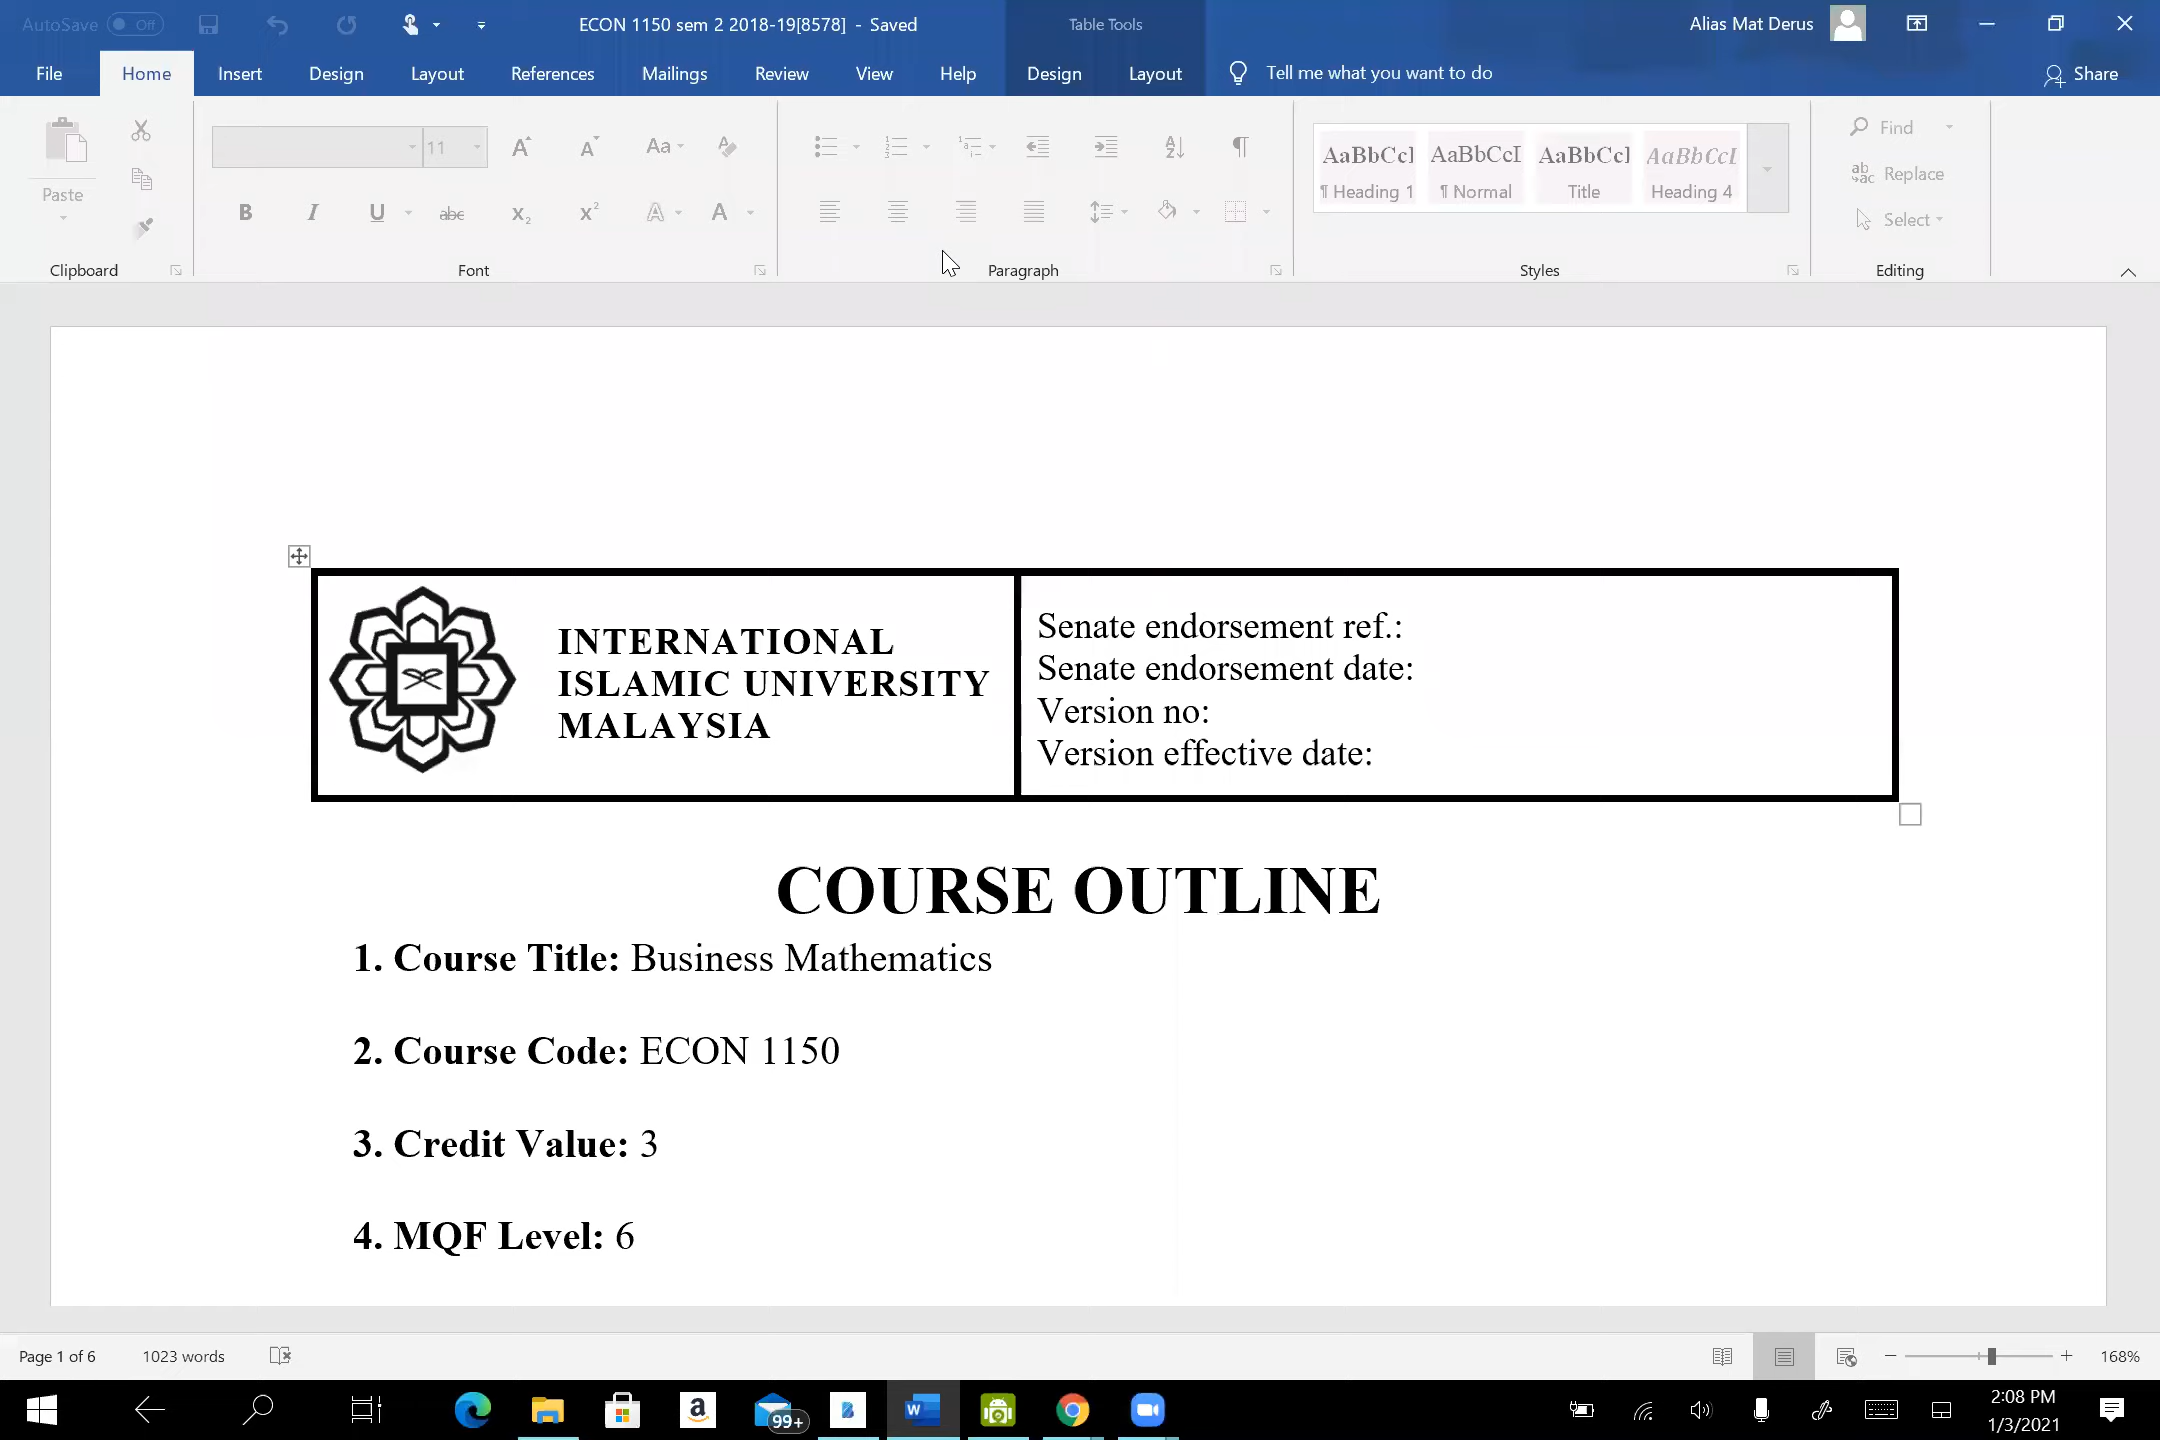 AutoSave Off
ECON 1150 sem 2 2018-19[8578] - Saved
Table Tools
Alias Mat Derus
File Home Insert Design Layout References Mailings Review View Help Design Layout Tell me what you want to do Share
Paste
Clipboard
11
Aa
B I U abc X₂ X² A A
Font
Paragraph
AaBbCcI AaBbCcI AaBbCcI AaBbCcI
¶ Heading 1 ¶ Normal Title Heading 4
Styles
Find
Replace
Select
Editing
INTERNATIONAL
ISLAMIC UNIVERSITY
MALAYSIA
Senate endorsement ref.:
Senate endorsement date:
Version no:
Version effective date:
COURSE OUTLINE
1. Course Title: Business Mathematics
2. Course Code: ECON 1150
3. Credit Value: 3
4. MQF Level: 6
Page 1 of 6 1023 words 168%
99+
2:08 PM
1/3/2021